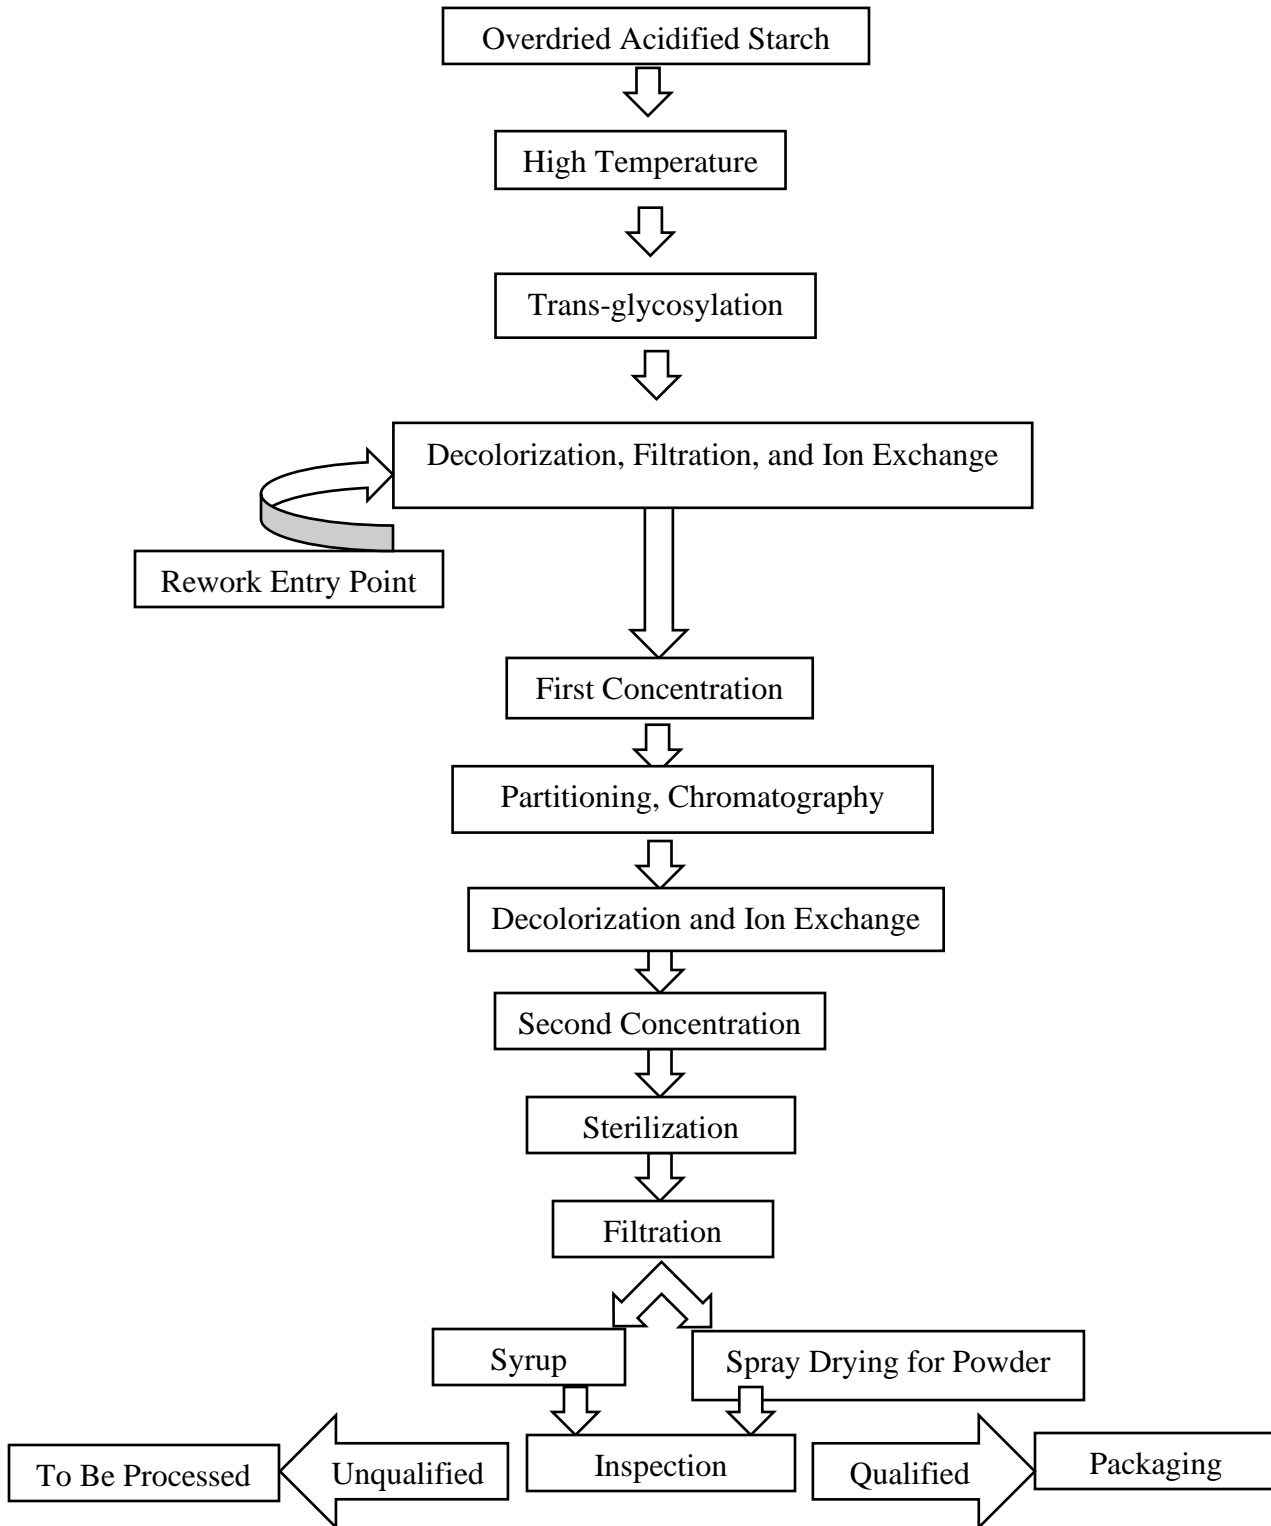 Overdried Acidified Starch
High Temperature
Trans-glycosylation
Decolorization, Filtration, and Ion Exchange
Rework Entry Point
First Concentration
Partitioning, Chromatography
Decolorization and Ion Exchange
Second Concentration
Sterilization
Filtration
Syrup
Spray Drying for Powder
To Be Processed
Unqualified
Inspection
Qualified
Packaging